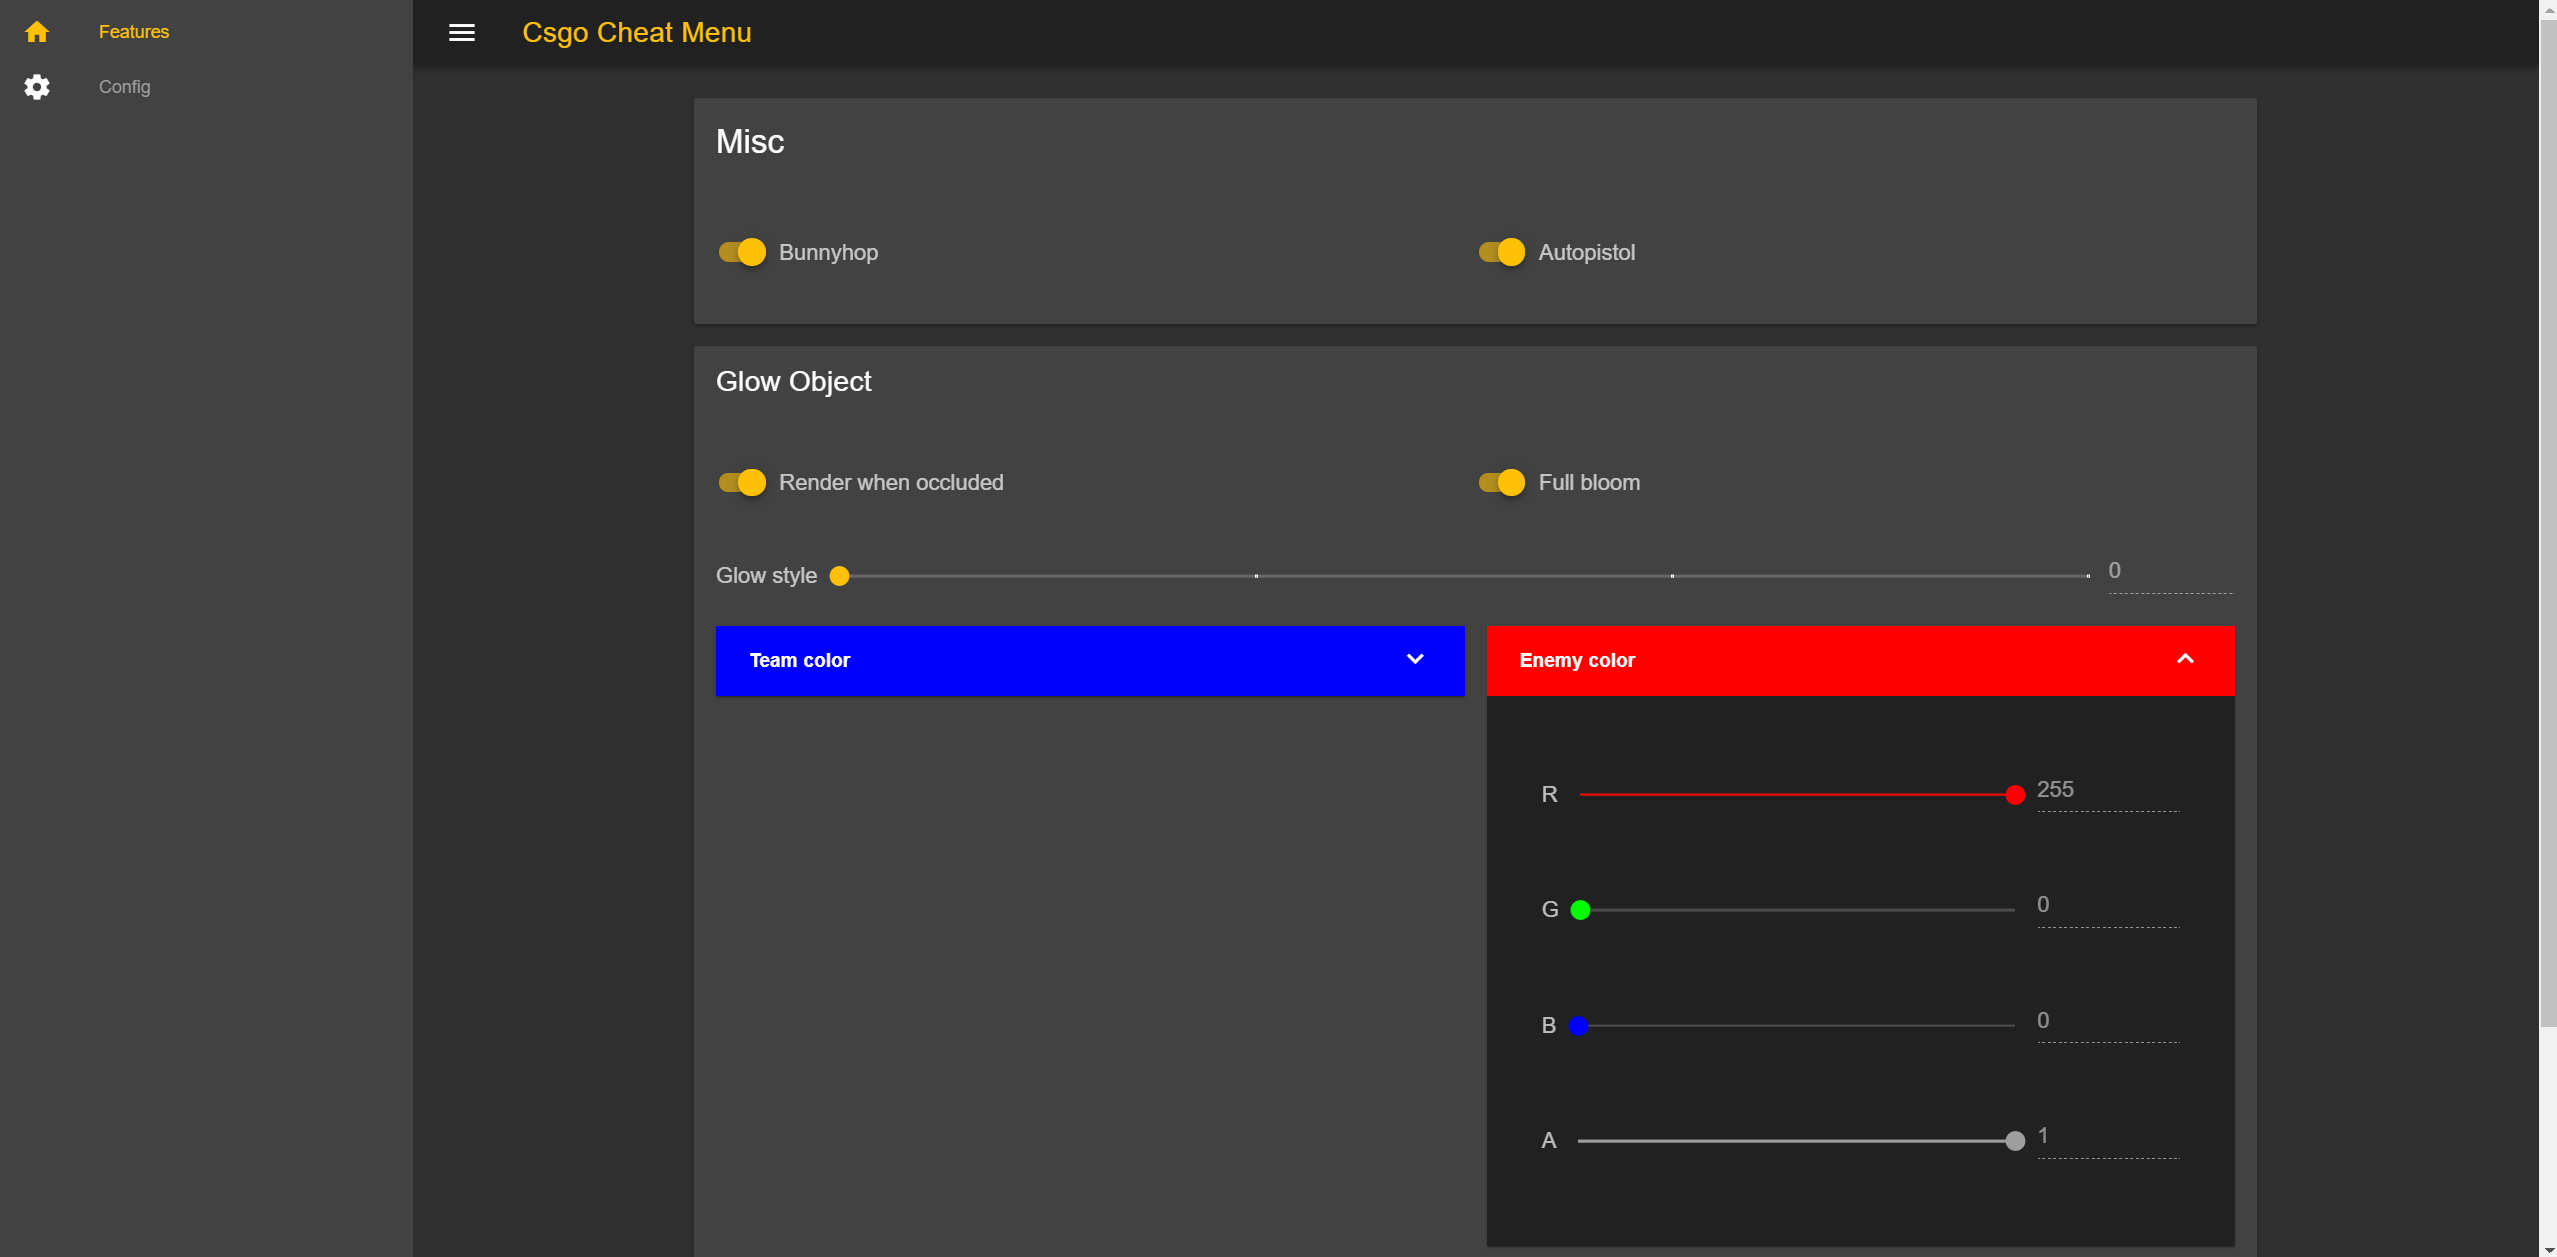 Features
Config
Csgo Cheat Menu
Misc
Bunnyhop
Autopistol
Glow Object
Render when occluded
Full bloom
Glow style
0
Team color
Enemy color
R
255
G
0
B
0
A
1